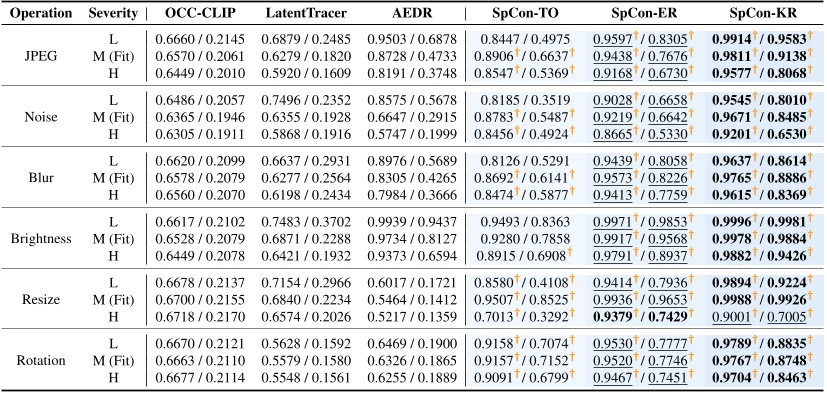 Operation Severity OCC-CLIP LatentTracer AEDR SpCon-TO SpCon-ER SpCon-KR
L 0.6660 / 0.2145 0.6879 / 0.2485 0.9503 / 0.6878 0.8447 / 0.4975 0.9597† / 0.8305† 0.9914† / 0.9583†
JPEG M (Fit) 0.6570 / 0.2061 0.6279 / 0.1820 0.8728 / 0.4733 0.8906† / 0.6637† 0.9438† / 0.7676† 0.9811† / 0.9138†
H 0.6449 / 0.2010 0.5920 / 0.1609 0.8191 / 0.3748 0.8547† / 0.5369† 0.9168† / 0.6730† 0.9577† / 0.8068†
L 0.6486 / 0.2057 0.7496 / 0.2352 0.8575 / 0.5678 0.8185 / 0.3519 0.9028† / 0.6658† 0.9545† / 0.8010†
Noise M (Fit) 0.6365 / 0.1946 0.6355 / 0.1928 0.6647 / 0.2915 0.8783† / 0.5487† 0.9219† / 0.6642† 0.9671† / 0.8485†
H 0.6305 / 0.1911 0.5868 / 0.1916 0.5747 / 0.1999 0.8456† / 0.4924† 0.8665† / 0.5330† 0.9201† / 0.6530†
L 0.6620 / 0.2099 0.6637 / 0.2931 0.8976 / 0.5689 0.8126 / 0.5291 0.9439† / 0.8058† 0.9637† / 0.8614†
Blur M (Fit) 0.6578 / 0.2079 0.6277 / 0.2564 0.8305 / 0.4265 0.8692† / 0.6141† 0.9573† / 0.8226† 0.9765† / 0.8886†
H 0.6560 / 0.2070 0.6198 / 0.2434 0.7984 / 0.3666 0.8474† / 0.5877† 0.9413† / 0.7759† 0.9615† / 0.8369†
L 0.6617 / 0.2102 0.7483 / 0.3702 0.9939 / 0.9437 0.9493 / 0.8363 0.9971† / 0.9853† 0.9996† / 0.9981†
Brightness M (Fit) 0.6528 / 0.2079 0.6871 / 0.2288 0.9734 / 0.8127 0.9280 / 0.7858 0.9917† / 0.9568† 0.9978† / 0.9884†
H 0.6449 / 0.2078 0.6421 / 0.1932 0.9373 / 0.6594 0.8915 / 0.6908† 0.9791† / 0.8937† 0.9882† / 0.9426†
L 0.6678 / 0.2137 0.7154 / 0.2966 0.6017 / 0.1721 0.8580† / 0.4108† 0.9414† / 0.7936† 0.9894† / 0.9224†
Resize M (Fit) 0.6700 / 0.2155 0.6840 / 0.2234 0.5464 / 0.1412 0.9507† / 0.8525† 0.9936† / 0.9653† 0.9988† / 0.9926†
H 0.6718 / 0.2170 0.6574 / 0.2026 0.5217 / 0.1359 0.7013† / 0.3292† 0.9379† / 0.7429† 0.9001† / 0.7005†
L 0.6670 / 0.2121 0.5628 / 0.1592 0.6469 / 0.1900 0.9158† / 0.7074† 0.9530† / 0.7777† 0.9789† / 0.8835†
Rotation M (Fit) 0.6663 / 0.2110 0.5579 / 0.1580 0.6326 / 0.1865 0.9157† / 0.7152† 0.9520† / 0.7746† 0.9767† / 0.8748†
H 0.6677 / 0.2114 0.5548 / 0.1561 0.6255 / 0.1889 0.9091† / 0.6799† 0.9467† / 0.7451† 0.9704† / 0.8463†